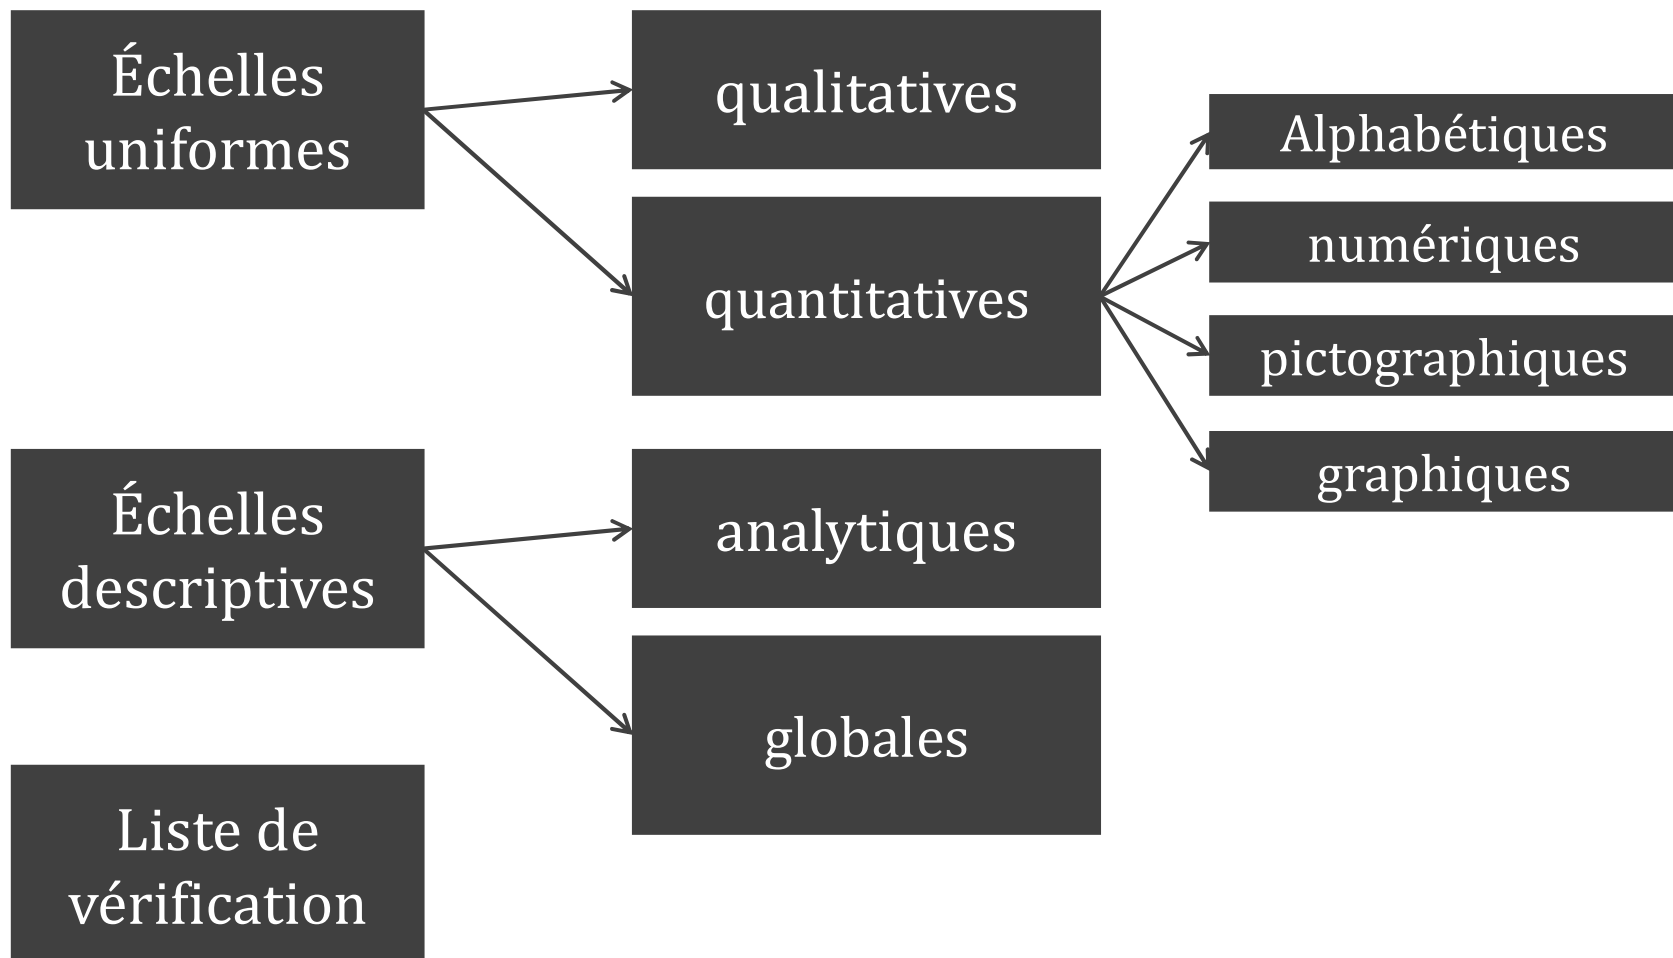 Échelles
uniformes
qualitatives
quantitatives
Alphabétiques
numériques
pictographiques
graphiques
Échelles
descriptives
analytiques
globales
Liste de
vérification